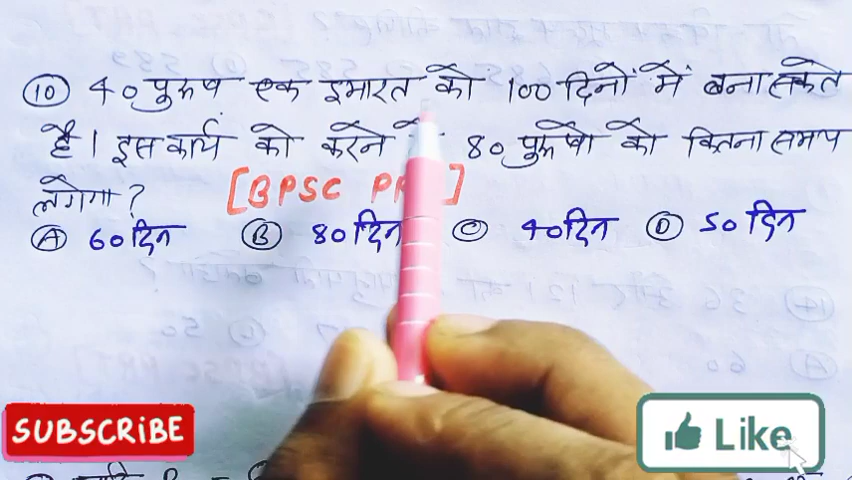 ⑩ 40 पुरुष एक इमारत को 100 दिनों में बना सकते
है। इस कार्य को करने 80 पुरुषों को कितना समय
लगेगा? [BPSC ]
Ⓐ 60 दिन Ⓑ 80 दिन Ⓒ 40 दिन Ⓓ 50 दिन
SUBSCRIBE
Like